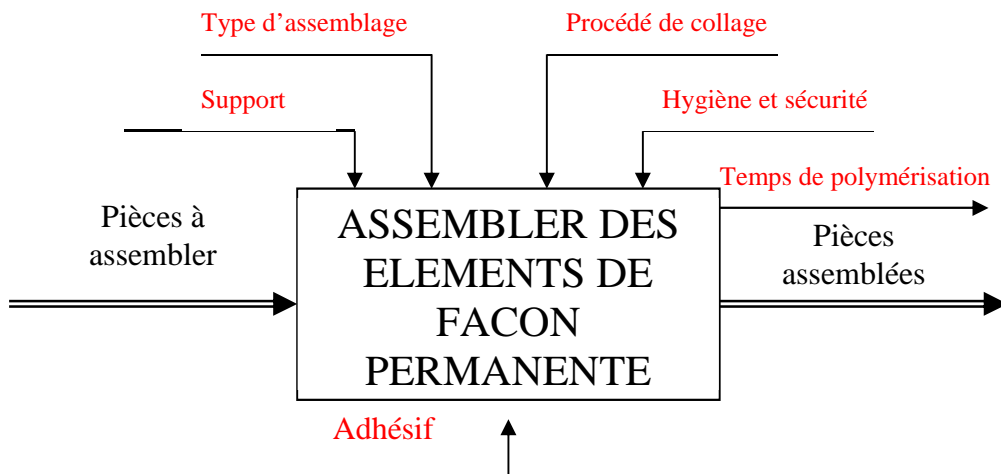 Type d’assemblage
Procédé de collage
Support
Hygiène et sécurité
Temps de polymérisation
Pièces à
assembler
ASSEMBLER DES
ELEMENTS DE
FACON
PERMANENTE
Pièces
assemblées
Adhésif